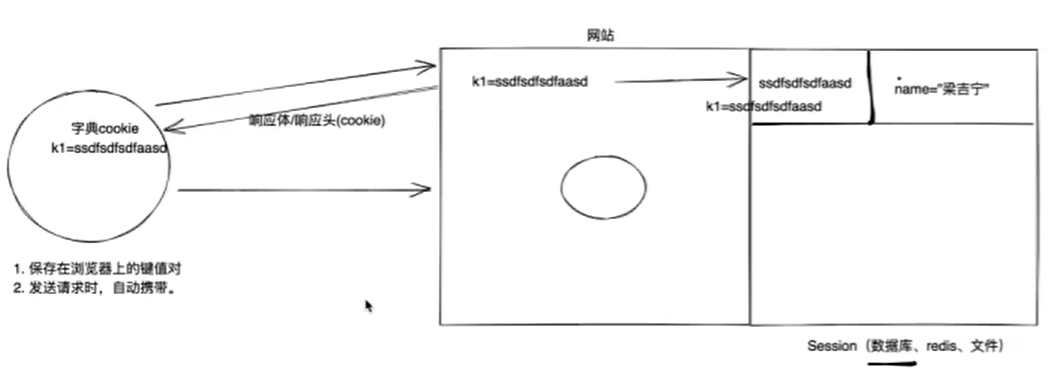 网站
k1=ssdfsdfsdfaasd
ssdfsdfsdfaasd
name="梁吉宁"
k1=ssdfsdfsdfaasd
响应体/响应头(cookie)
字典cookie
k1=ssdfsdfsdfaasd
1. 保存在浏览器上的键值对
2. 发送请求时，自动携带。
Session（数据库、redis、文件）